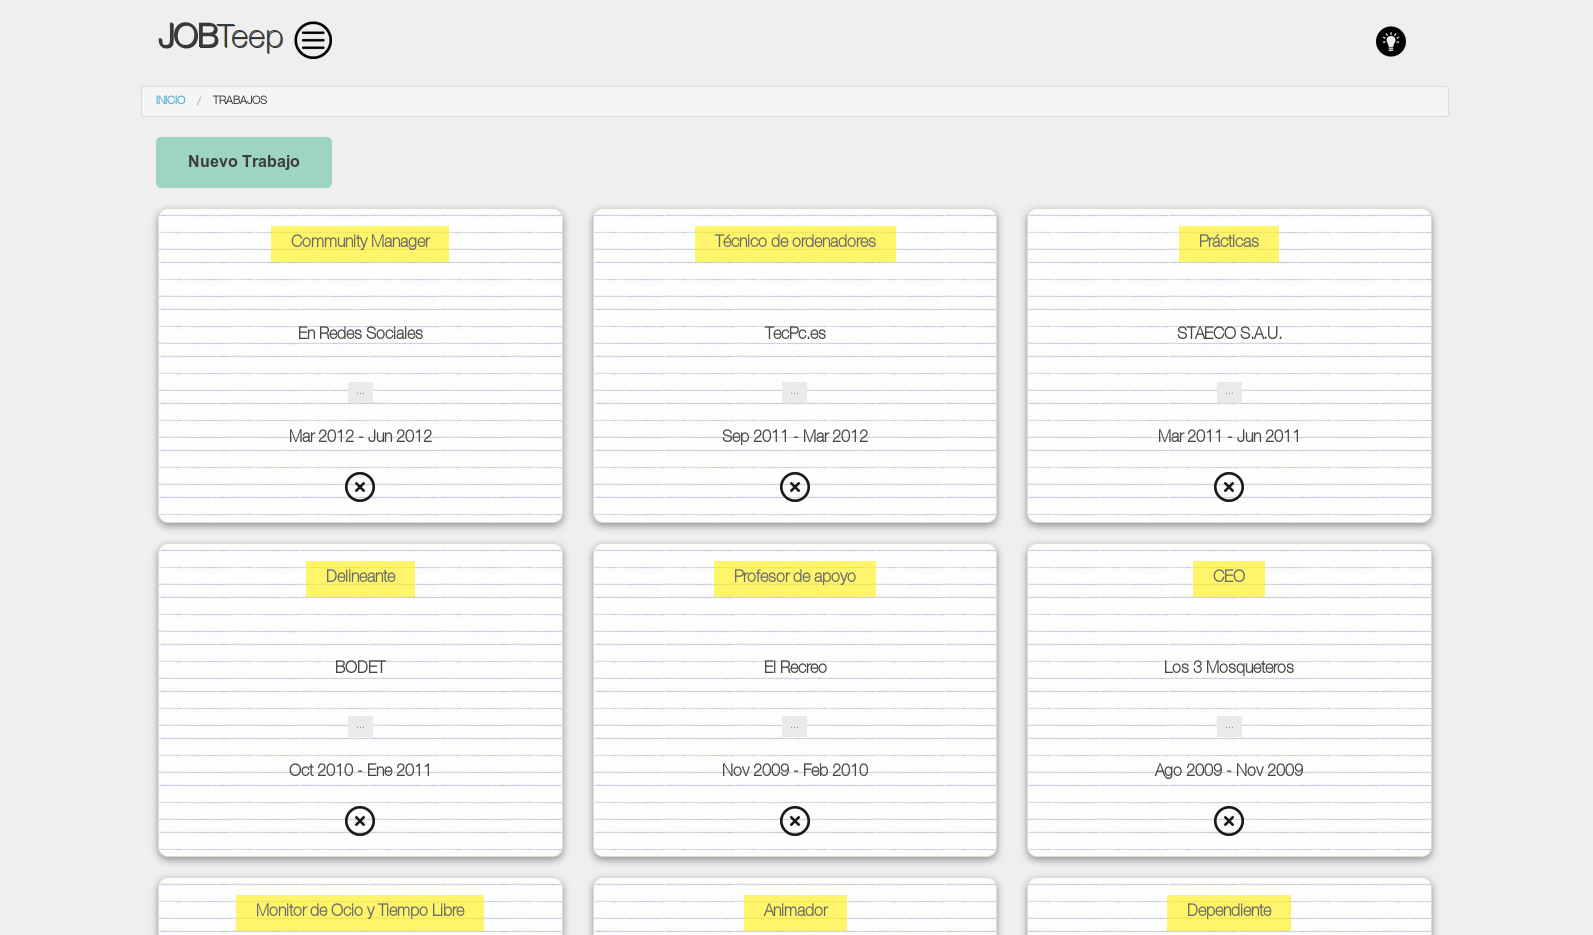 JOBTeep
INICIO / TRABAJOS
Nuevo Trabajo
Community Manager
En Redes Sociales
...
Mar 2012 - Jun 2012
Técnico de ordenadores
TecPc.es
...
Sep 2011 - Mar 2012
Prácticas
STAECO S.A.U.
...
Mar 2011 - Jun 2011
Delineante
BODET
...
Oct 2010 - Ene 2011
Profesor de apoyo
El Recreo
...
Nov 2009 - Feb 2010
CEO
Los 3 Mosqueteros
...
Ago 2009 - Nov 2009
Monitor de Ocio y Tiempo Libre
Animador
Dependiente